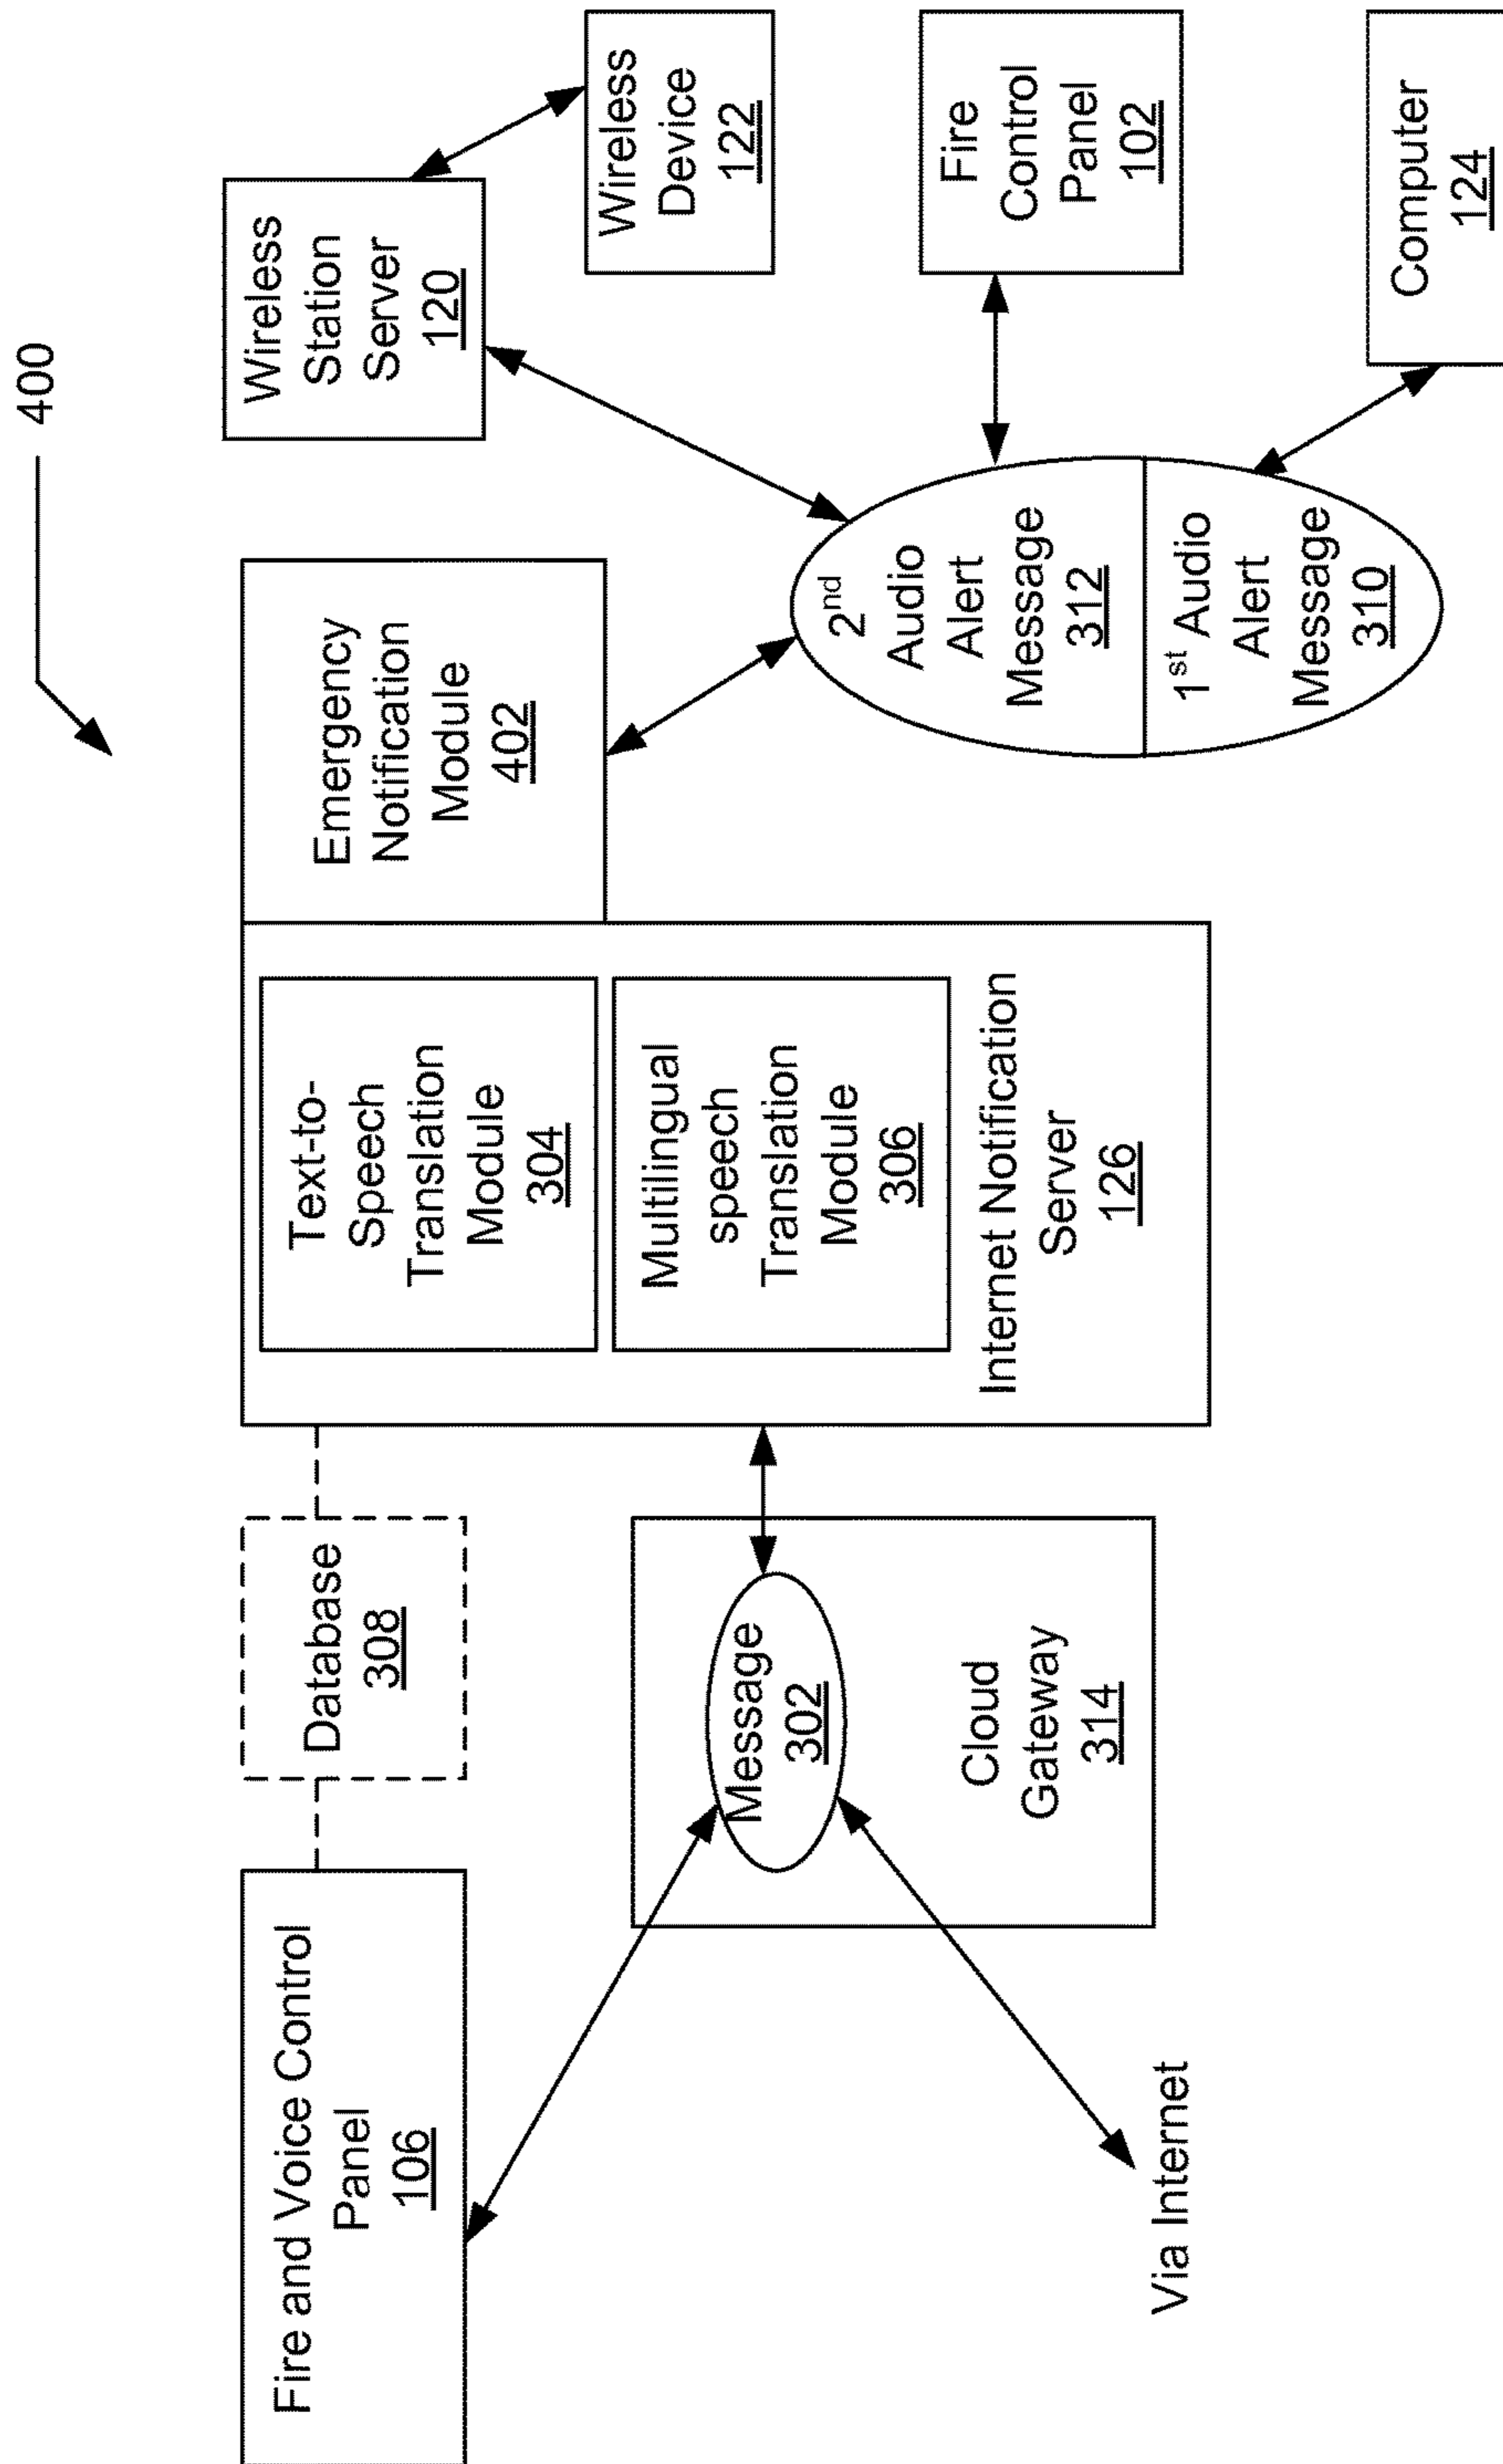 400
Fire and Voice Control
Panel
106
Database
308
Text-to-
Speech
Translation
Module
304
Multilingual
speech
Translation
Module
306
Internet Notification
Server
126
Emergency
Notification
Module
402
Wireless
Station
Server
120
Wireless
Device
122
Fire
Control
Panel
102
Computer
124
2nd
Audio
Alert
Message
312
1st Audio
Alert
Message
310
Message
302
Cloud
Gateway
314
Via Internet